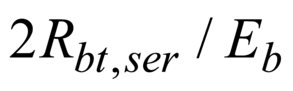 2R_{bt,ser} / E_b